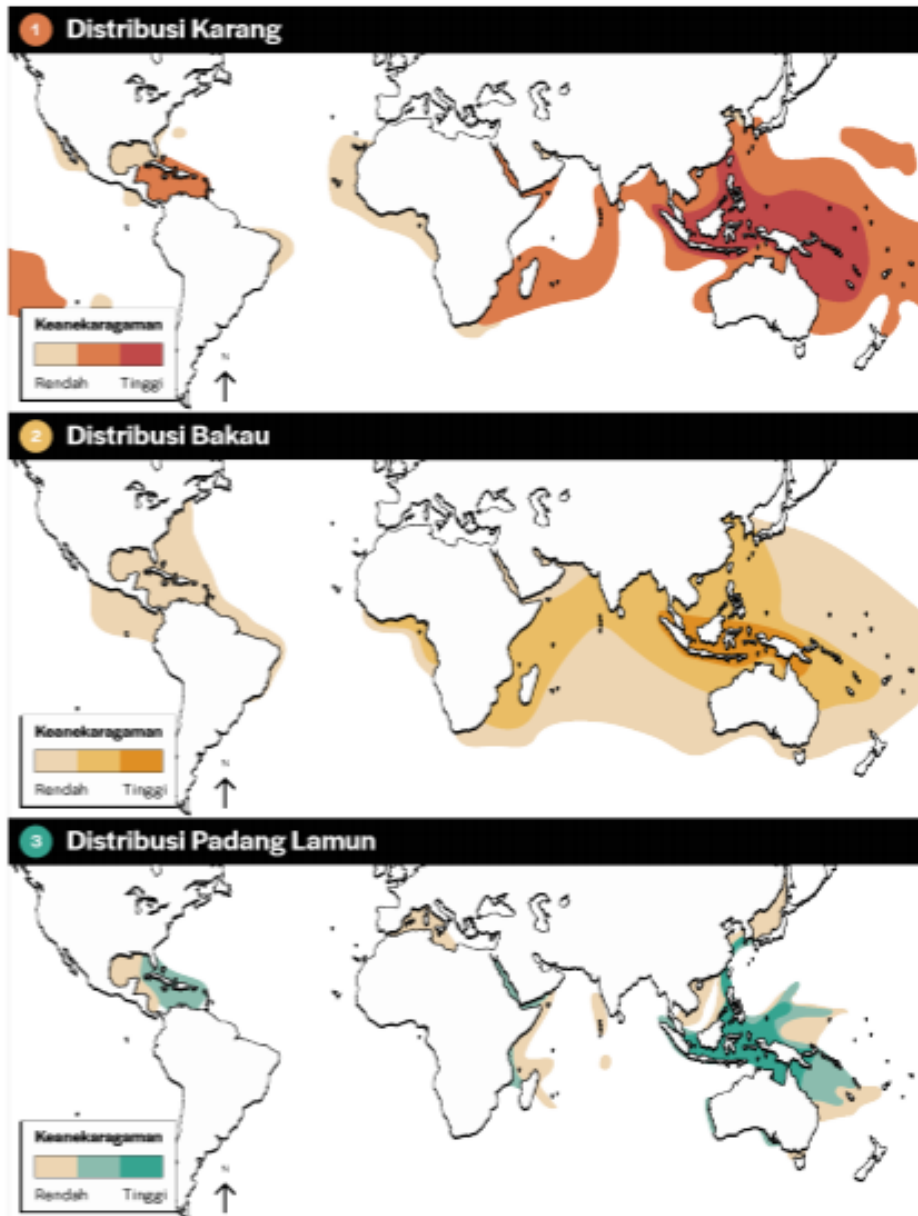 1 Distribusi Karang
Keanekaragaman
Rendah Tinggi
N
2 Distribusi Bakau
Keanekaragaman
Rendah Tinggi
N
3 Distribusi Padang Lamun
Keanekaragaman
Rendah Tinggi
N